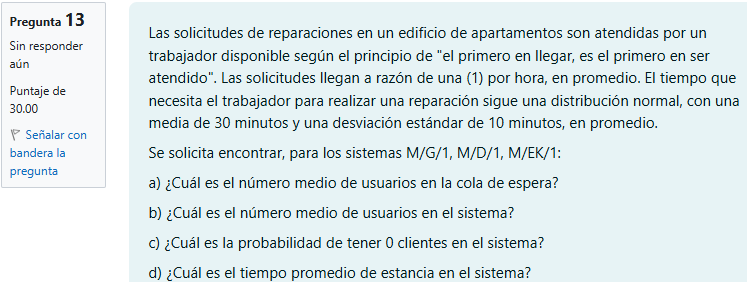 Pregunta 13
Sin responder
aún
Puntaje de
30.00
Señalar con
bandera la
pregunta
Las solicitudes de reparaciones en un edificio de apartamentos son atendidas por un
trabajador disponible según el principio de "el primero en llegar, es el primero en ser
atendido". Las solicitudes llegan a razón de una (1) por hora, en promedio. El tiempo que
necesita el trabajador para realizar una reparación sigue una distribución normal, con una
media de 30 minutos y una desviación estándar de 10 minutos, en promedio.
Se solicita encontrar, para los sistemas M/G/1, M/D/1, M/EK/1:
a) ¿Cuál es el número medio de usuarios en la cola de espera?
b) ¿Cuál es el número medio de usuarios en el sistema?
c) ¿Cuál es la probabilidad de tener 0 clientes en el sistema?
d) ¿Cuál es el tiempo promedio de estancia en el sistema?